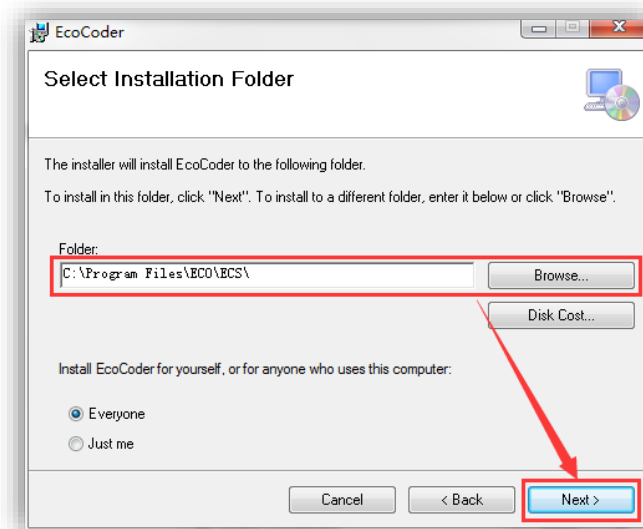 EcoCoder
Select Installation Folder
The installer will install EcoCoder to the following folder.
To install in this folder, click "Next". To install to a different folder, enter it below or click "Browse".
Folder:
C:\Program Files\ECO\ECS\
Browse...
Disk Cost...
Install EcoCoder for yourself, or for anyone who uses this computer:
Everyone
Just me
Cancel
< Back
Next >